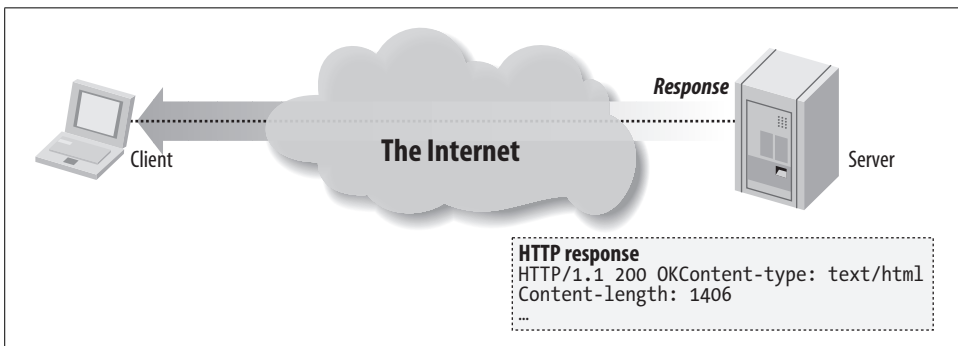 Response
Client
The Internet
Server
HTTP response
HTTP/1.1 200 OKContent-type: text/html
Content-length: 1406
…